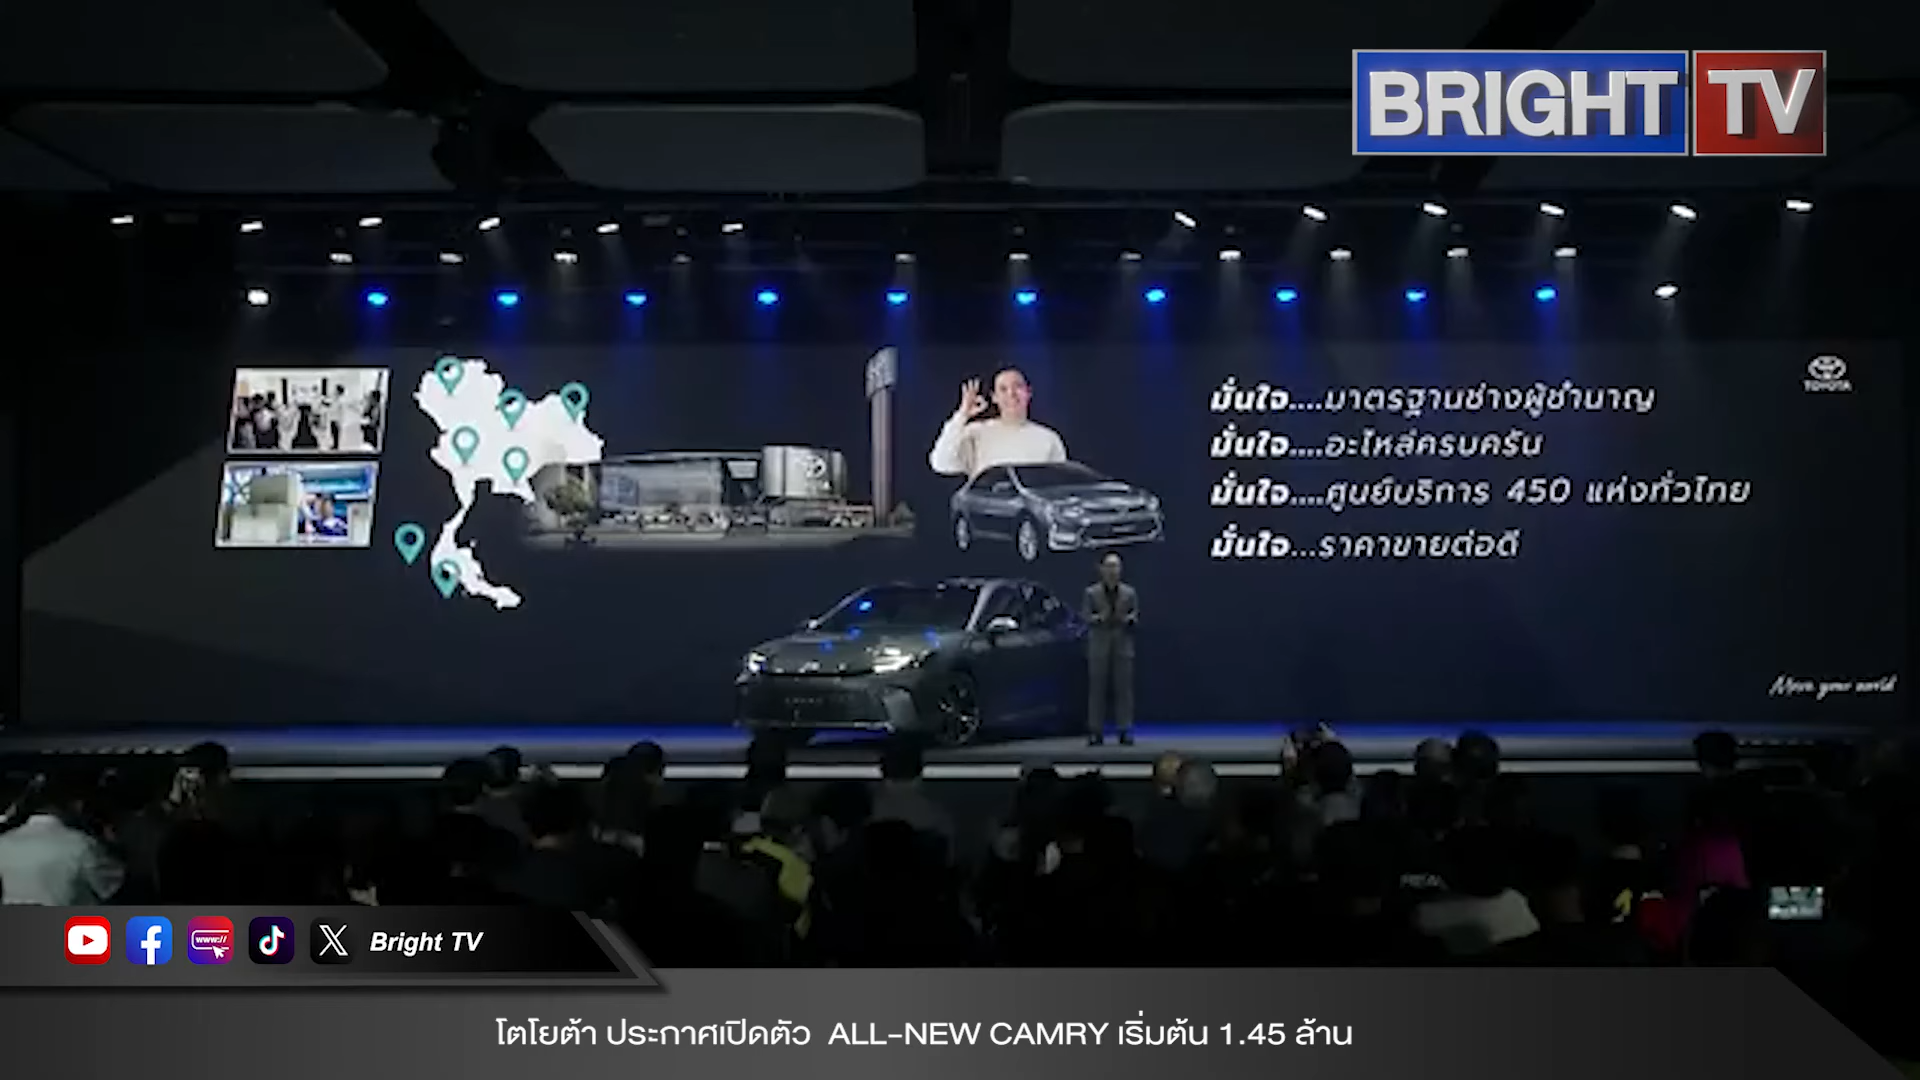 BRIGHT TV
TOYOTA
มั่นใจ....มาตรฐานช่างผู้ชำนาญ
มั่นใจ....อะไหล่ครบครัน
มั่นใจ....ศูนย์บริการ 450 แห่งทั่วไทย
มั่นใจ...ราคาขายต่อดี
Move your world
www://
Bright TV
โตโยต้า ประกาศเปิดตัว ALL-NEW CAMRY เริ่มต้น 1.45 ล้าน